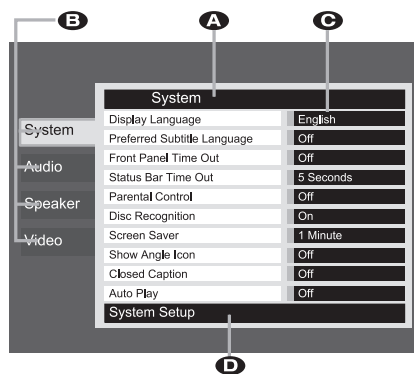 B A C
System
Display Language English
Preferred Subtitle Language Off
Front Panel Time Out Off
Status Bar Time Out 5 Seconds
Parental Control Off
Disc Recognition On
Screen Saver 1 Minute
Show Angle Icon Off
Closed Caption Off
Auto Play Off
System Setup
System
Audio
Speaker
Video
D